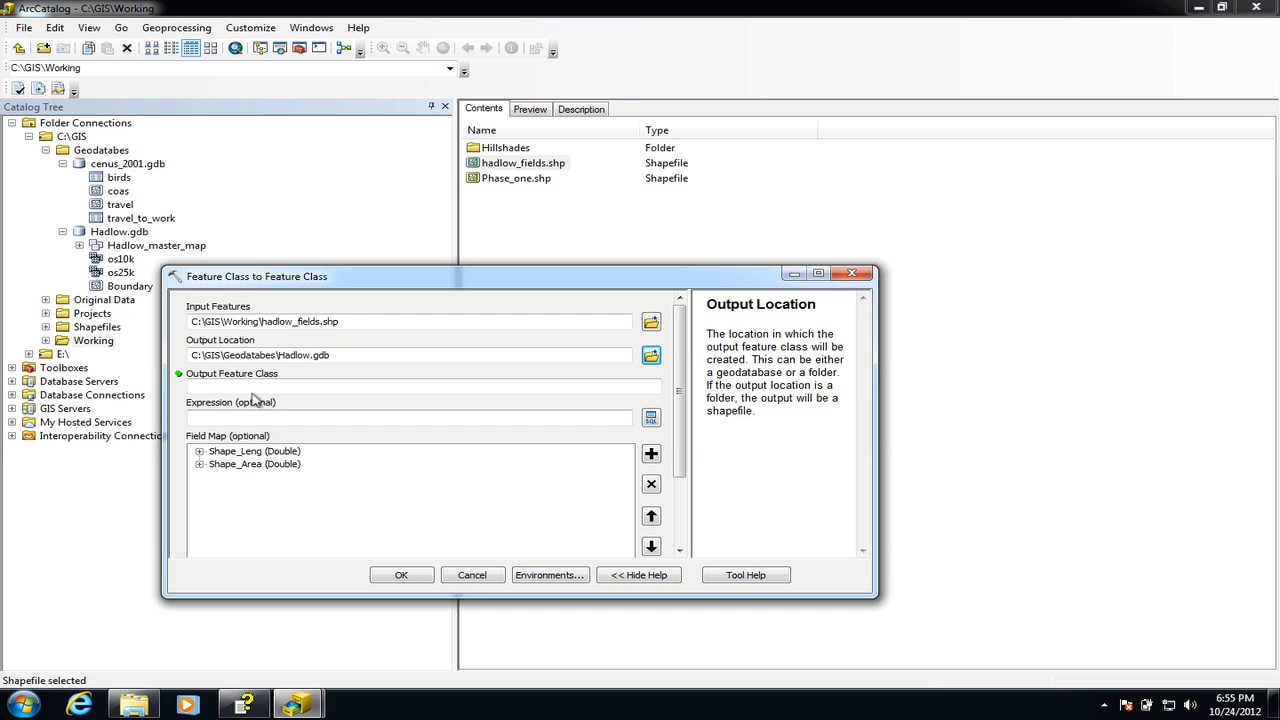 ArcCatalog - C:\GIS\Working
File Edit View Go Geoprocessing Customize Windows Help
C:\GIS\Working
Catalog Tree
Folder Connections
C:\GIS
Geodatabes
cenus_2001.gdb
birds
coas
travel
travel_to_work
Hadlow.gdb
Hadlow_master_map
os10k
os25k
Boundary
Original Data
Projects
Shapefiles
Working
E:\
Toolboxes
Database Servers
Database Connections
GIS Servers
My Hosted Services
Interoperability Connectio
Contents Preview Description
Name Type
Hillshades Folder
hadlow_fields.shp Shapefile
Phase_one.shp Shapefile
Feature Class to Feature Class
Input Features
C:\GIS\Working\hadlow_fields.shp
Output Location
C:\GIS\Geodatabes\Hadlow.gdb
Output Feature Class
Expression (optional)
SQL
Field Map (optional)
Shape_Leng (Double)
Shape_Area (Double)
OK Cancel Environments... << Hide Help Tool Help
Output Location
The location in which the
output feature class will be
created. This can be either
a geodatabase or a folder.
If the output location is a
folder, the output will be a
shapefile.
Shapefile selected
6:55 PM
10/24/2012